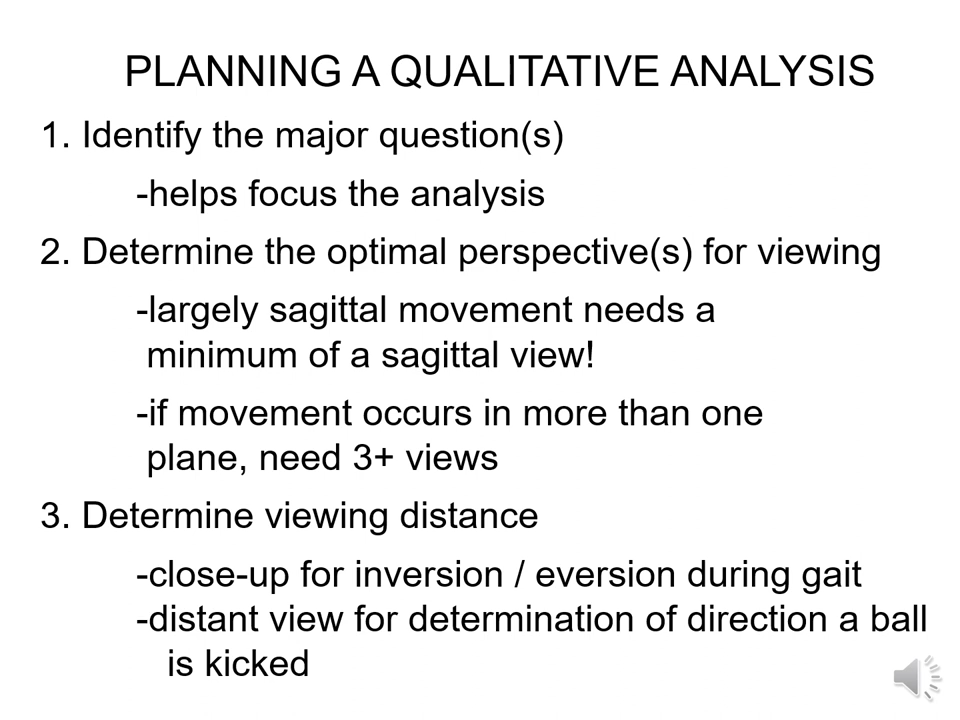 PLANNING A QUALITATIVE ANALYSIS
1. Identify the major question(s)
-helps focus the analysis
2. Determine the optimal perspective(s) for viewing
-largely sagittal movement needs a
minimum of a sagittal view!
-if movement occurs in more than one
plane, need 3+ views
3. Determine viewing distance
-close-up for inversion / eversion during gait
-distant view for determination of direction a ball
is kicked